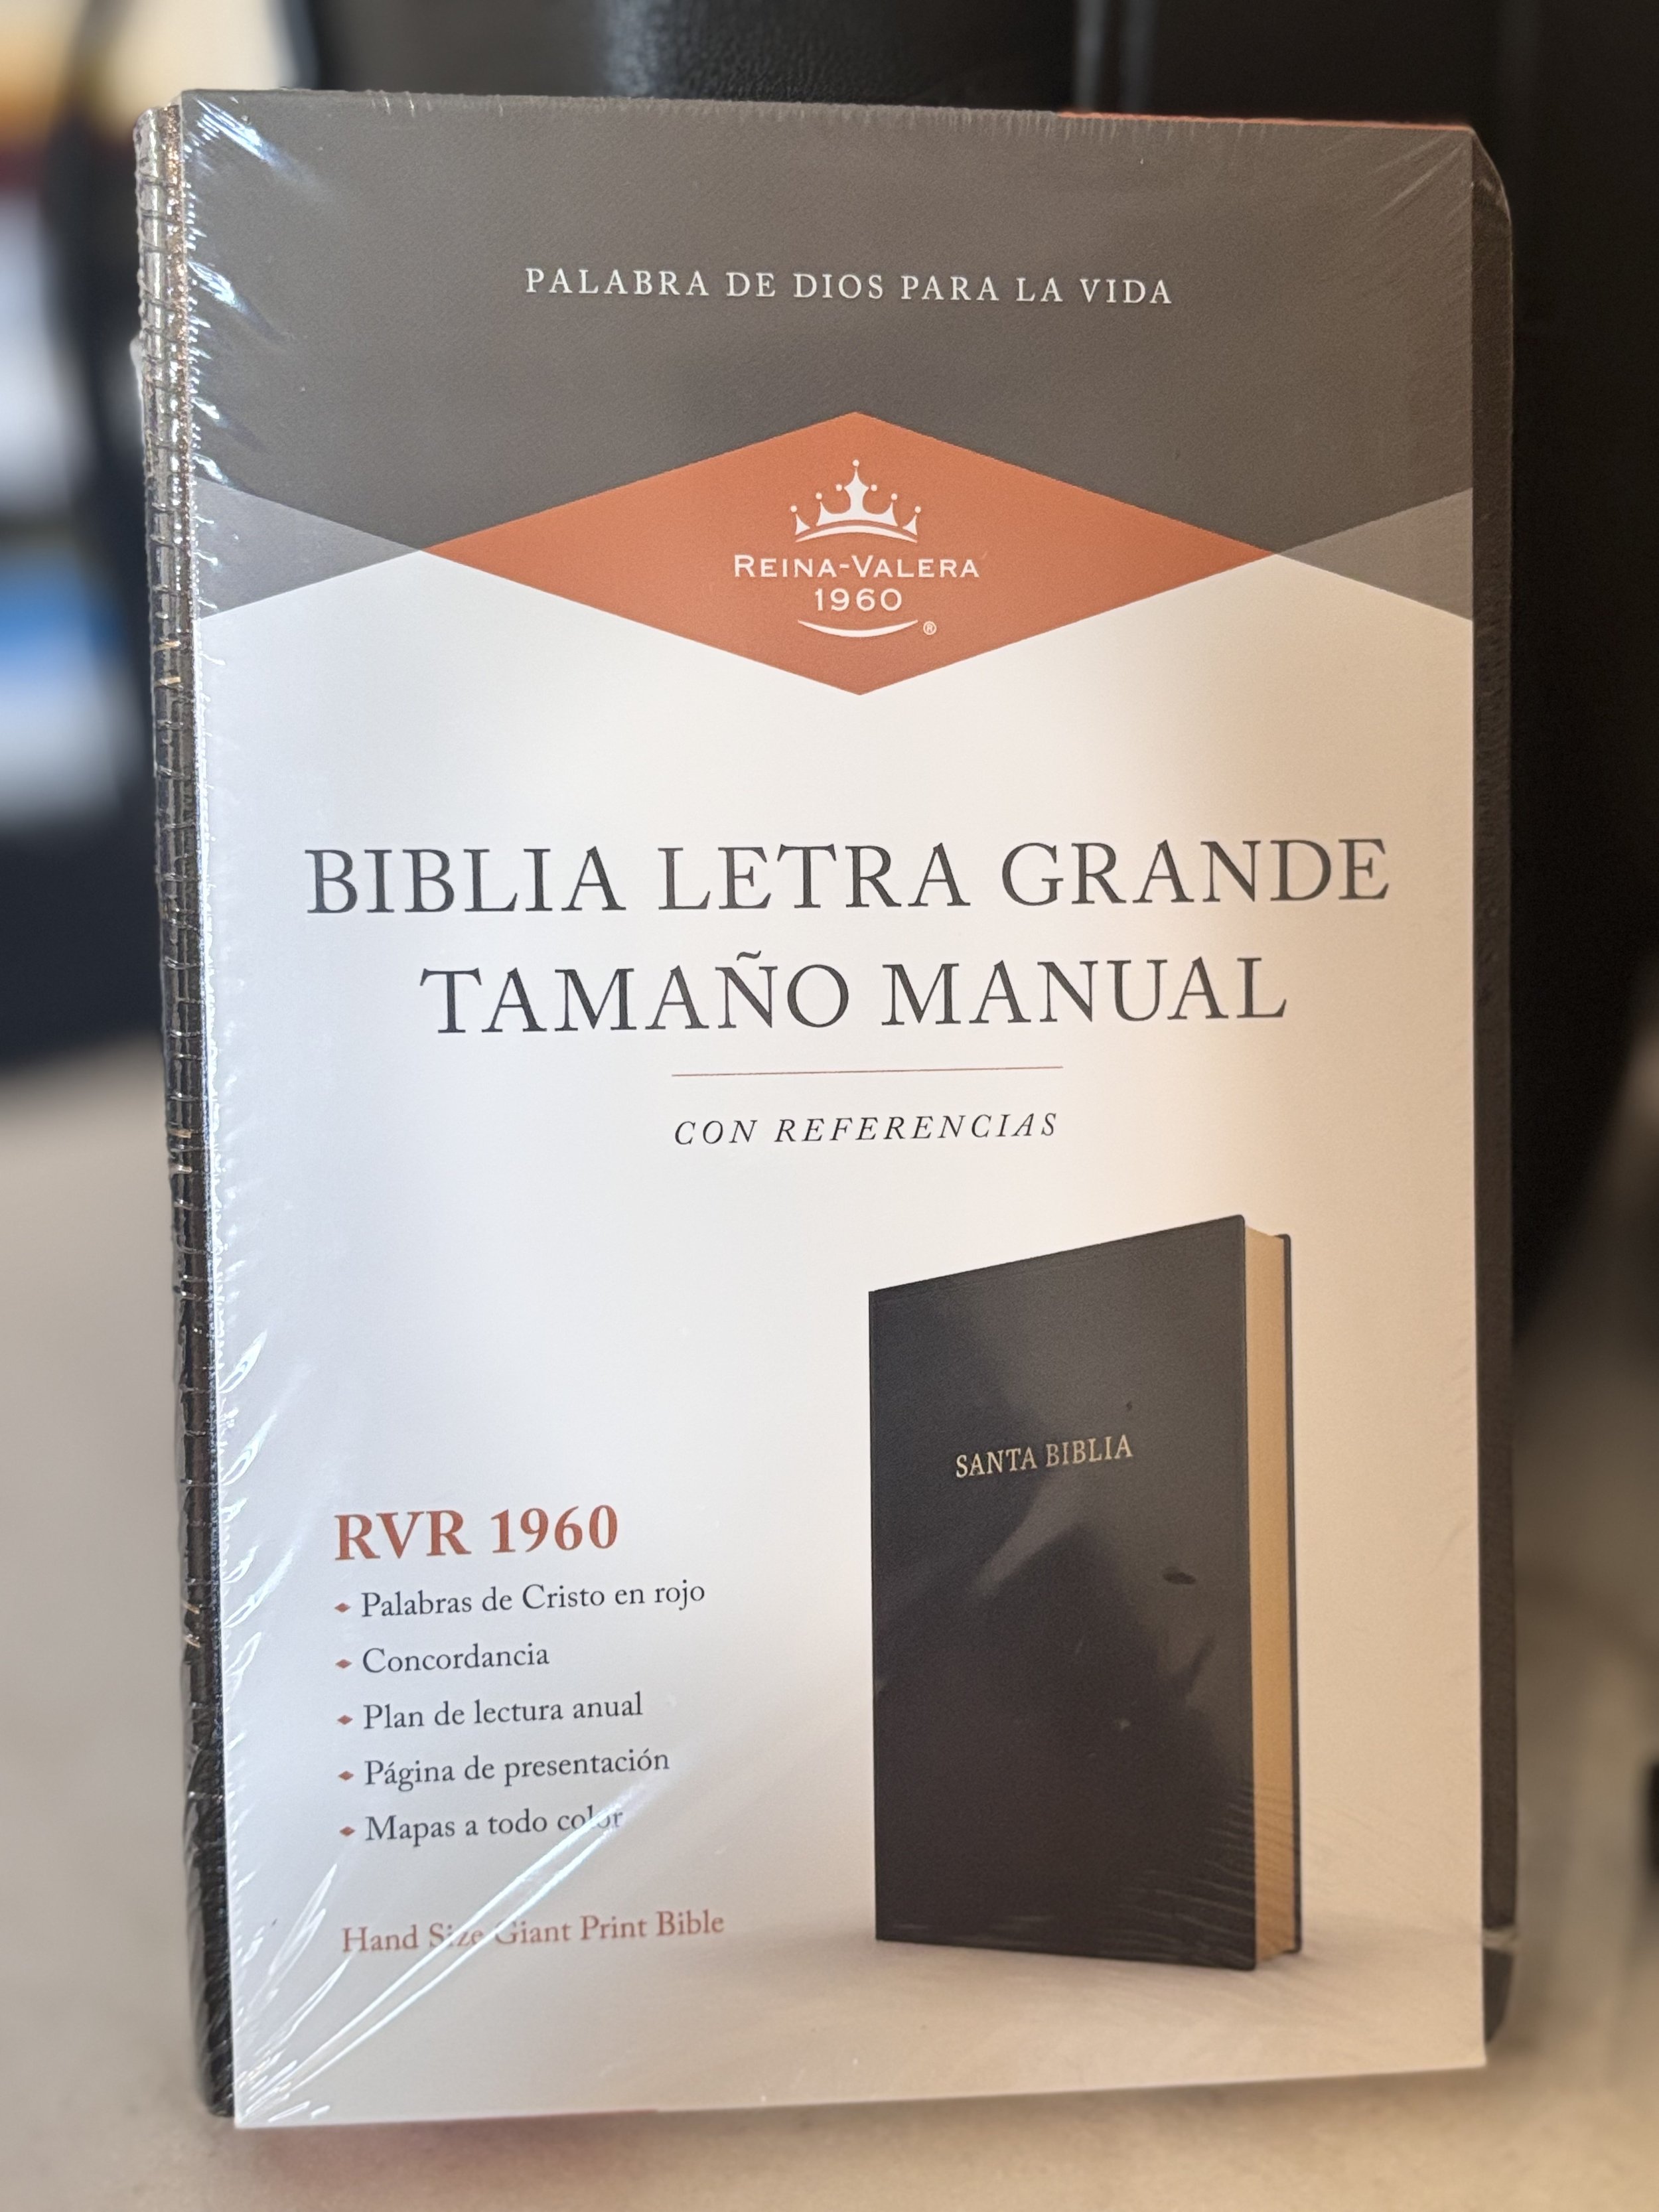 PALABRA DE DIOS PARA LA VIDA
REINA-VALERA
1960
®
BIBLIA LETRA GRANDE
TAMAÑO MANUAL
CON REFERENCIAS
SANTA BIBLIA
RVR 1960
Palabras de Cristo en rojo
Concordancia
Plan de lectura anual
Página de presentación
Mapas a todo color
Hand Size Giant Print Bible